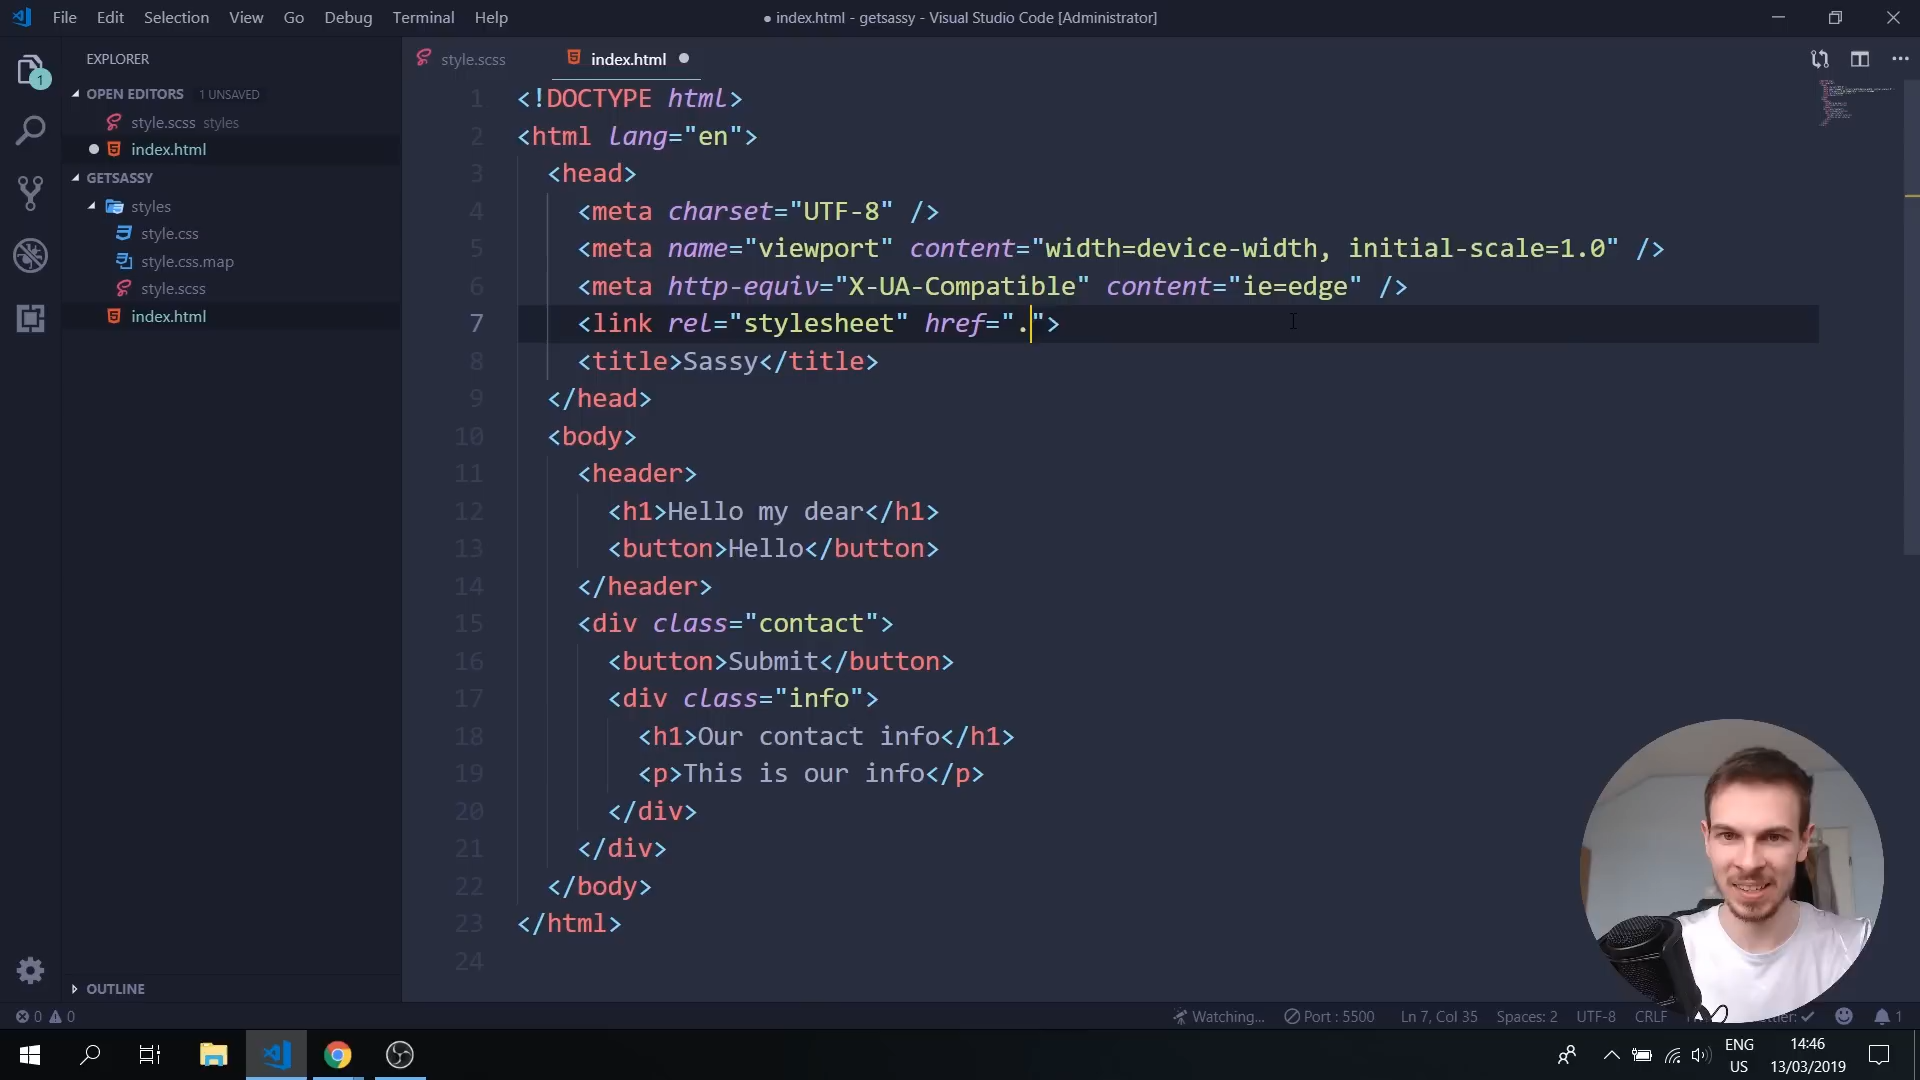 File Edit Selection View Go Debug Terminal Help
● index.html - getsassy - Visual Studio Code [Administrator]
EXPLORER
OPEN EDITORS 1 UNSAVED
style.scss styles
index.html
GETSASSY
styles
style.css
style.css.map
style.scss
index.html
OUTLINE
1
style.scss
index.html
1 <!DOCTYPE html>
2 <html lang="en">
3 <head>
4 <meta charset="UTF-8" />
5 <meta name="viewport" content="width=device-width, initial-scale=1.0" />
6 <meta http-equiv="X-UA-Compatible" content="ie=edge" />
7 <link rel="stylesheet" href=".">
8 <title>Sassy</title>
9 </head>
10 <body>
11 <header>
12 <h1>Hello my dear</h1>
13 <button>Hello</button>
14 </header>
15 <div class="contact">
16 <button>Submit</button>
17 <div class="info">
18 <h1>Our contact info</h1>
19 <p>This is our info</p>
20 </div>
21 </div>
22 </body>
23 </html>
24
0 0 Watching... Port : 5500 Ln 7, Col 35 Spaces: 2 UTF-8 CRLF 1
ENG
US
14:46
13/03/2019